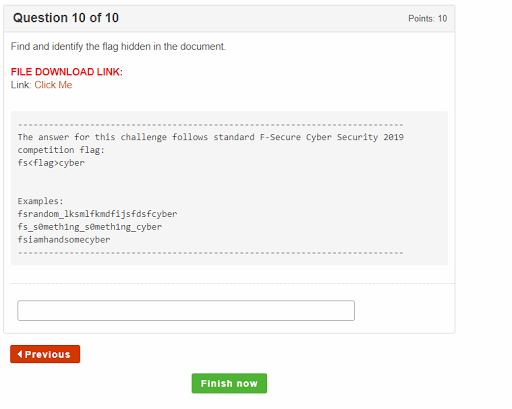 Question 10 of 10
Points: 10
Find and identify the flag hidden in the document.
FILE DOWNLOAD LINK:
Link: Click Me
--------------------------------------------------------------------------------
The answer for this challenge follows standard F-Secure Cyber Security 2019
competition flag:
fs<flag>cyber
Examples:
fsrandom_lksmlfkmdfijsfdsfcyber
fs_s0meth1ng_s0meth1ng_cyber
fsiamhandsomecyber
--------------------------------------------------------------------------------
Previous
Finish now